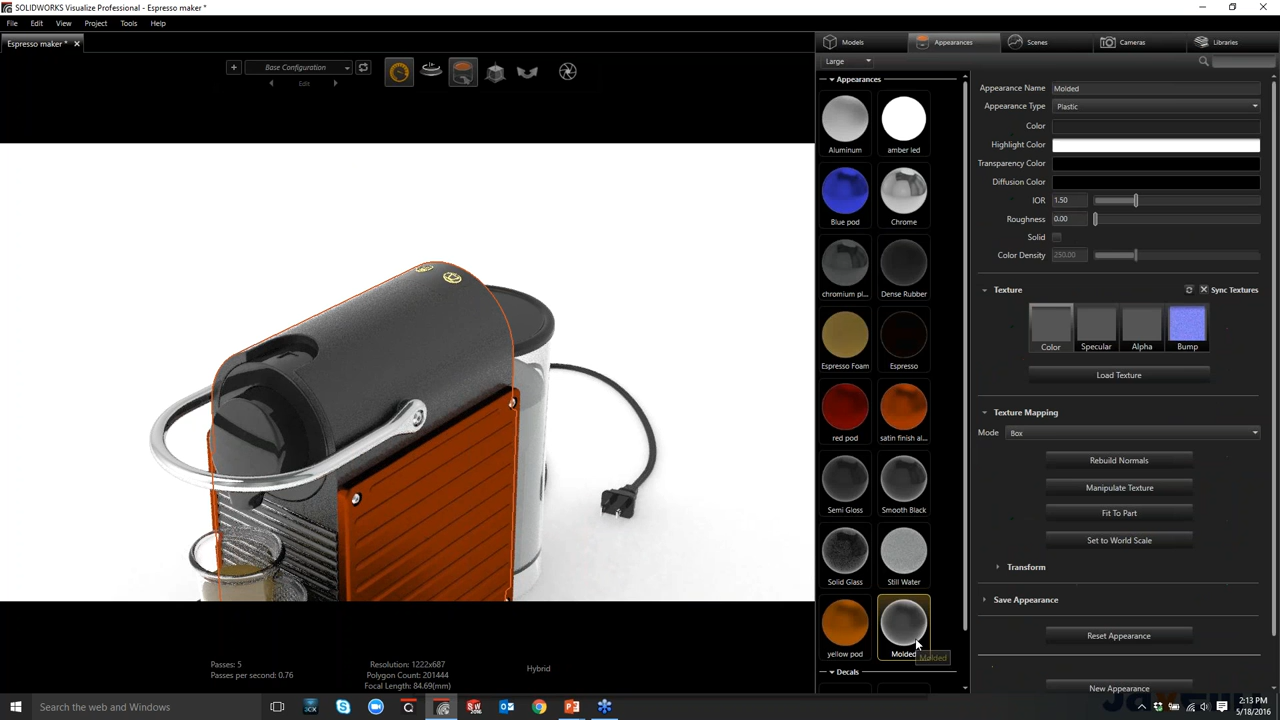 SOLIDWORKS Visualize Professional - Espresso maker *
File Edit View Project Tools Help
Espresso maker *
Base Configuration
Edit
Models Appearances Scenes Cameras Libraries
Large
Appearances
Aluminum
amber led
Blue pod
Chrome
chromium pl...
Dense Rubber
Espresso Foam
Espresso
red pod
satin finish al...
Semi Gloss
Smooth Black
Solid Glass
Still Water
yellow pod
Molded
Molded
Decals
Appearance Name Molded
Appearance Type Plastic
Color
Highlight Color
Transparency Color
Diffusion Color
IOR 1.50
Roughness 0.00
Solid
Color Density 250.00
Texture
Sync Textures
Color Specular Alpha Bump
Load Texture
Texture Mapping
Mode Box
Rebuild Normals
Manipulate Texture
Fit To Part
Set to World Scale
Transform
Save Appearance
Reset Appearance
New Appearance
Passes: 5
Passes per second: 0.76
Resolution: 1222x687
Polygon Count: 201444
Focal Length: 84.69(mm)
Hybrid
Search the web and Windows
2:13 PM
5/18/2016